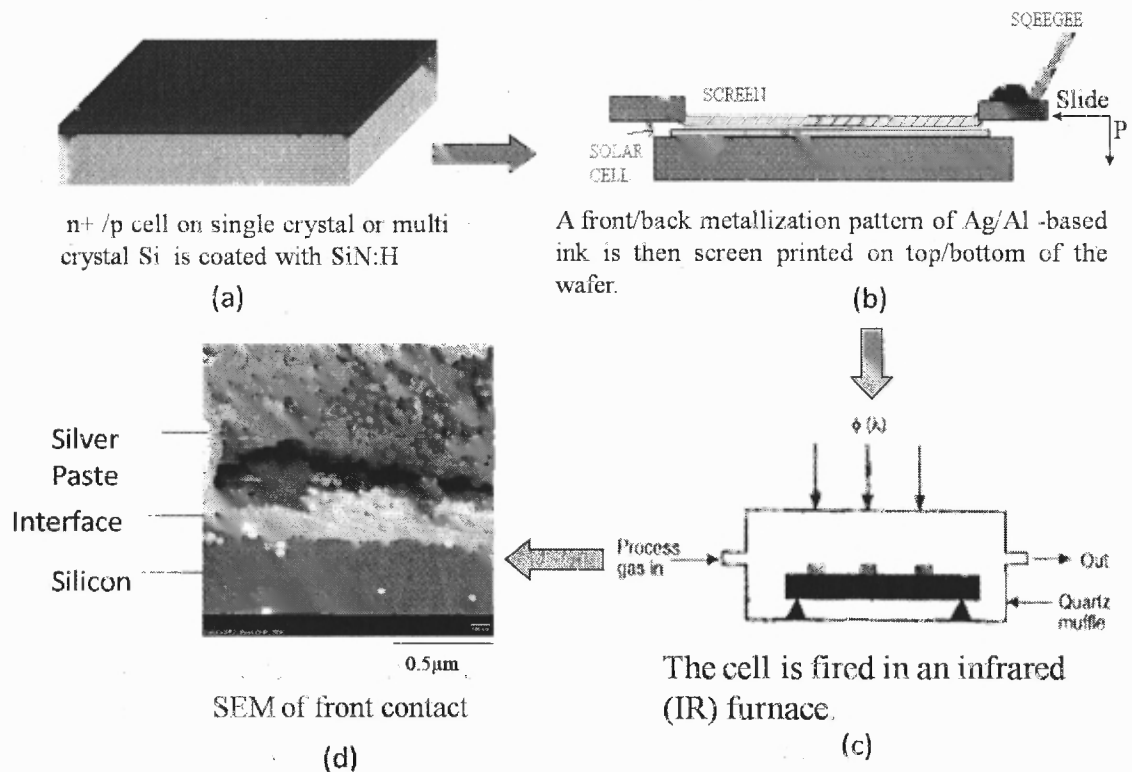 n+ /p cell on single crystal or multi
crystal Si is coated with SiN:H
(a)
SQEEGEE
SCREEN
Slide
P
SOLAR
CELL
A front/back metallization pattern of Ag/Al -based
ink is then screen printed on top/bottom of the
wafer.
(b)
ϕ (λ)
Process
gas in
Out
Quartz
muffle
The cell is fired in an infrared
(IR) furnace.
(c)
Silver
Paste
Interface
Silicon
0.5μm
SEM of front contact
(d)